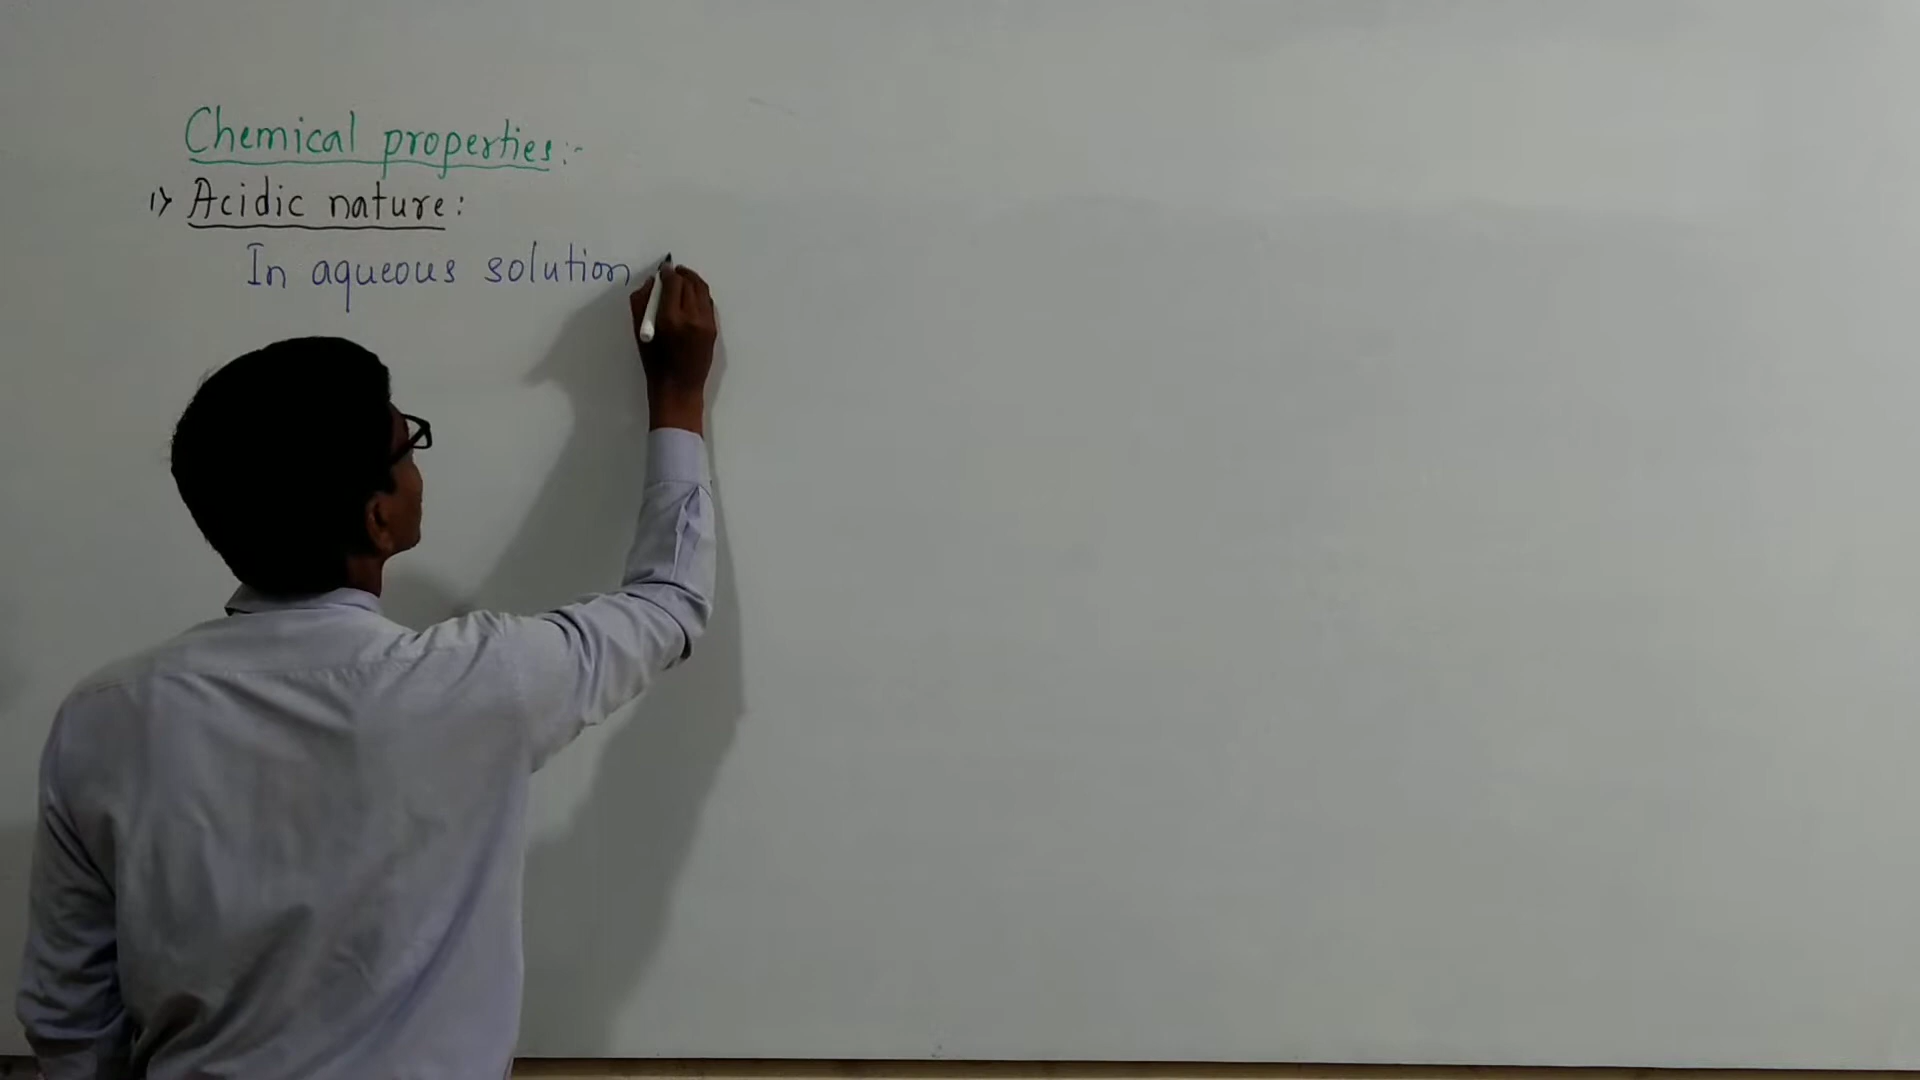 Chemical properties:-
1) Acidic nature:
In aqueous solution